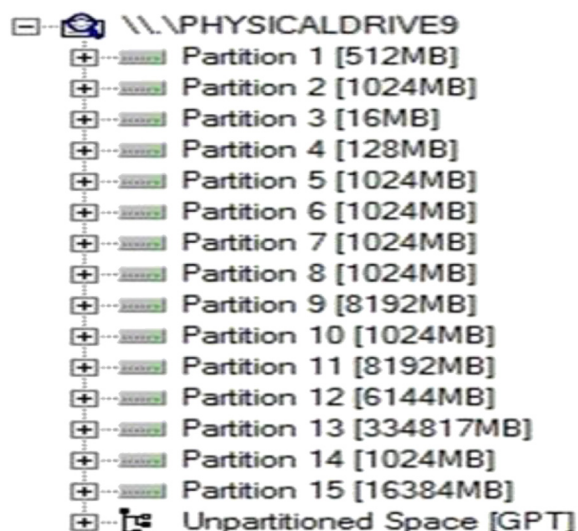 \\.\PHYSICALDRIVE9
Partition 1 [512MB]
Partition 2 [1024MB]
Partition 3 [16MB]
Partition 4 [128MB]
Partition 5 [1024MB]
Partition 6 [1024MB]
Partition 7 [1024MB]
Partition 8 [1024MB]
Partition 9 [8192MB]
Partition 10 [1024MB]
Partition 11 [8192MB]
Partition 12 [6144MB]
Partition 13 [334817MB]
Partition 14 [1024MB]
Partition 15 [16384MB]
Unpartitioned Space [GPT]